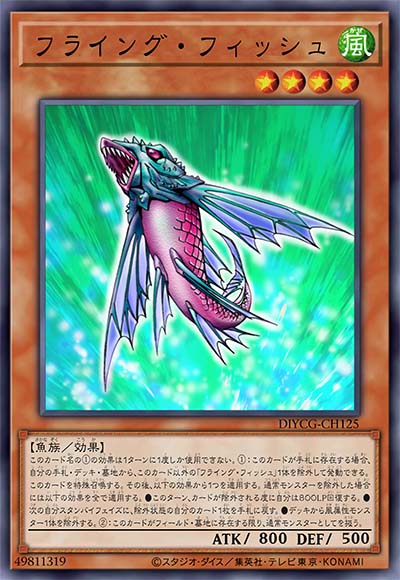 フライング・フィッシュ
風
DIYCG-CH125
【魚族／効果】
このカード名の①の効果は1ターンに1度しか使用できない。①:このカードが手札に存在する場合、
自分の手札・デッキ・墓地から、このカード以外の「フライング・フィッシュ」1体を除外して発動できる。
このカードを特殊召喚する。その後、以下の効果から1つを適用する。通常モンスターを除外した場合
には以下の効果を全て適用する。●このターン、カードが除外される度に自分は800LP回復する。●
次の自分スタンバイフェイズに、除外状態の自分のカード1枚を手札に戻す。●デッキから風属性モン
スター1体を除外する。②:このカードがフィールド・墓地に存在する限り、通常モンスターとしても扱う。
ATK/ 800 DEF/ 500
49811319
©スタジオ・ダイス／集英社・テレビ東京・KONAMI